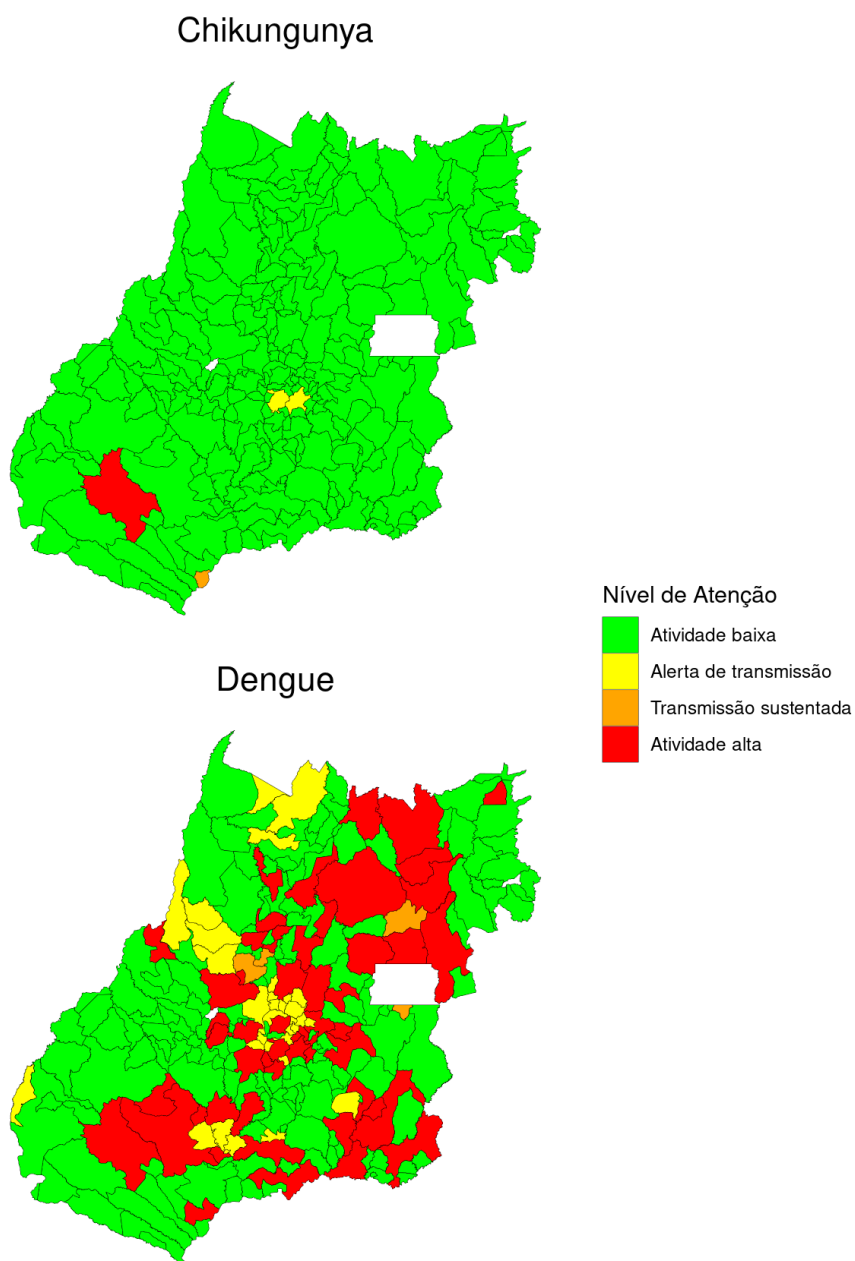 Chikungunya
Nível de Atenção
Atividade baixa
Alerta de transmissão
Transmissão sustentada
Atividade alta
Dengue